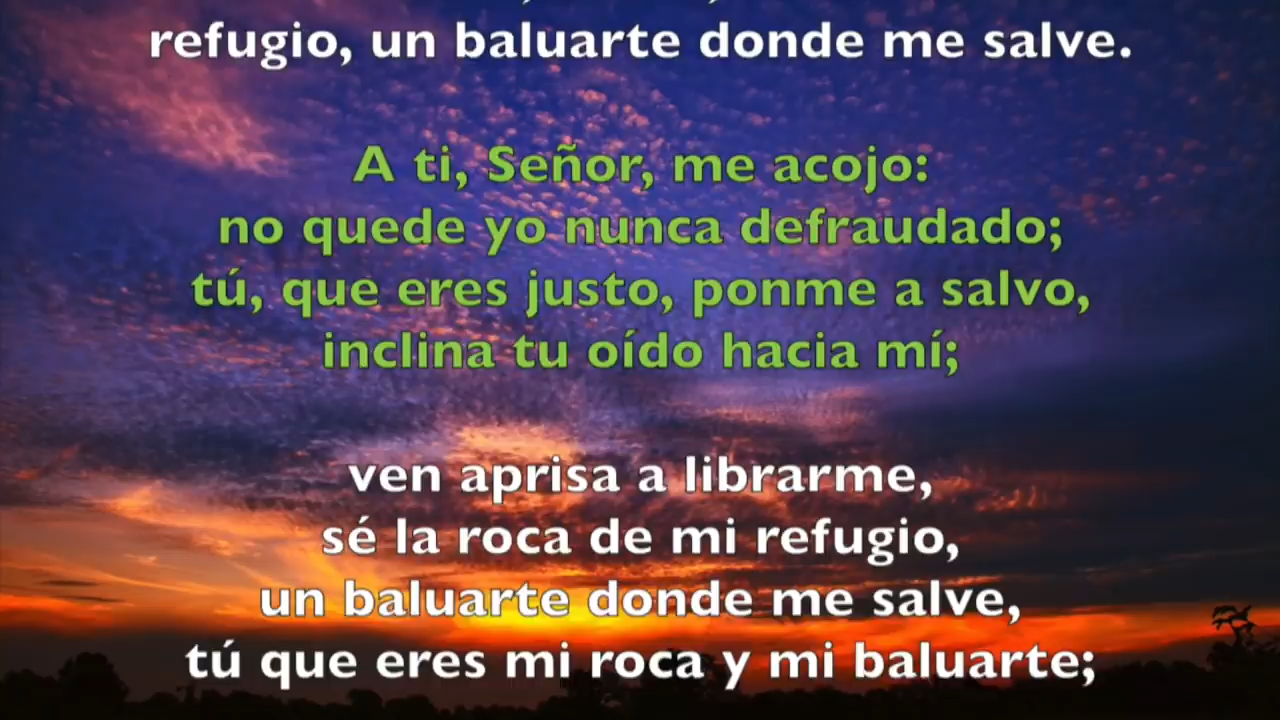 refugio, un baluarte donde me salve.
A ti, Señor, me acojo:
no quede yo nunca defraudado;
tú, que eres justo, ponme a salvo,
inclina tu oído hacia mí;
ven aprisa a librarme,
sé la roca de mi refugio,
un baluarte donde me salve,
tú que eres mi roca y mi baluarte;